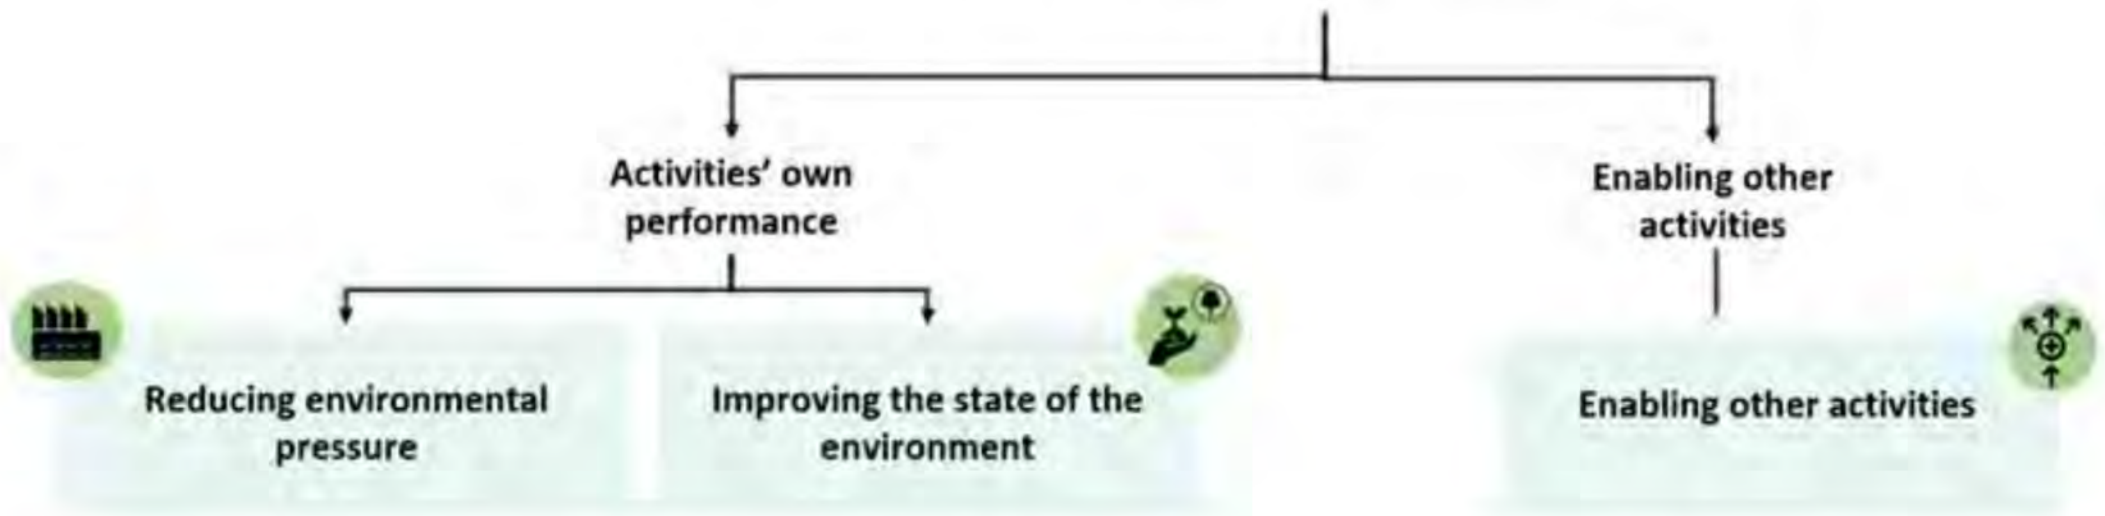 Activities' own
performance
Enabling other
activities
Reducing environmental
pressure
Improving the state of the
environment
Enabling other activities